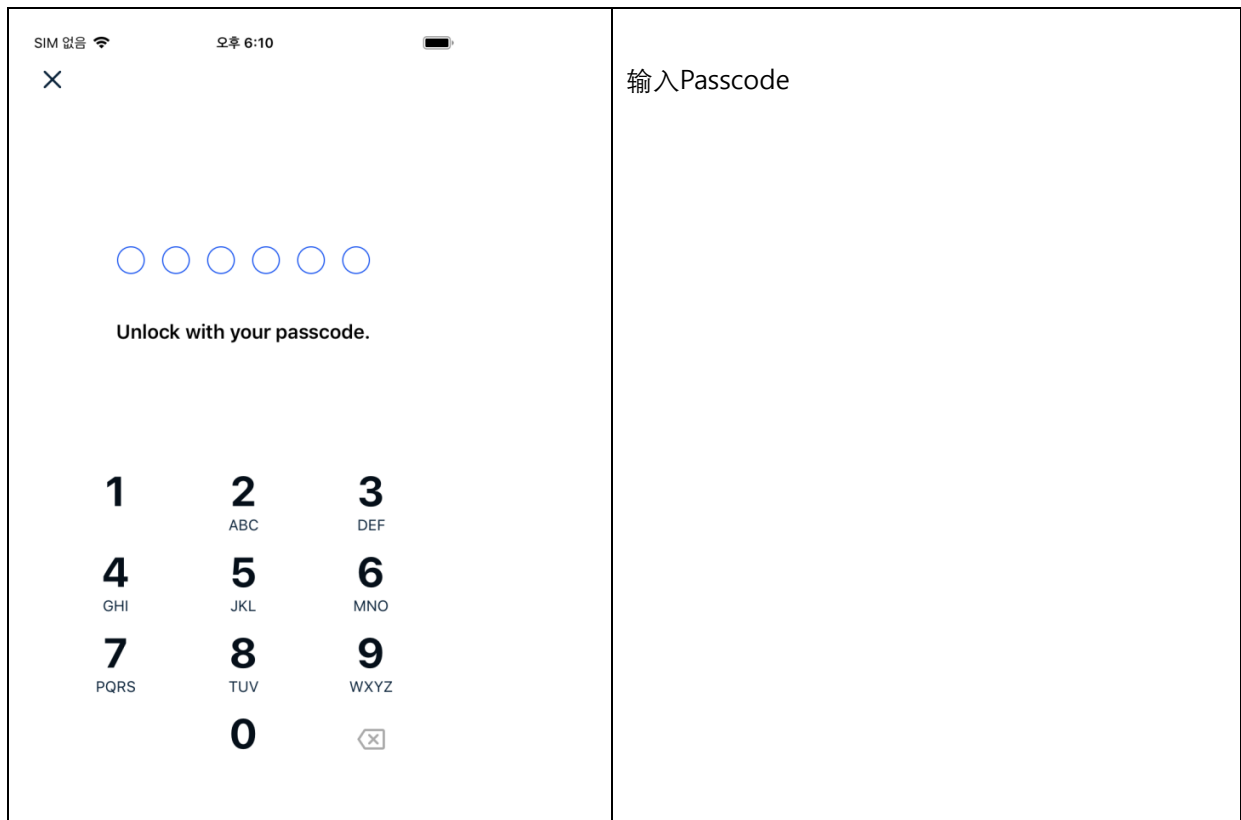 SIM 없음 오후 6:10
输入Passcode
Unlock with your passcode.
1 2 3
ABC DEF
4 5 6
GHI JKL MNO
7 8 9
PQRS TUV WXYZ
0